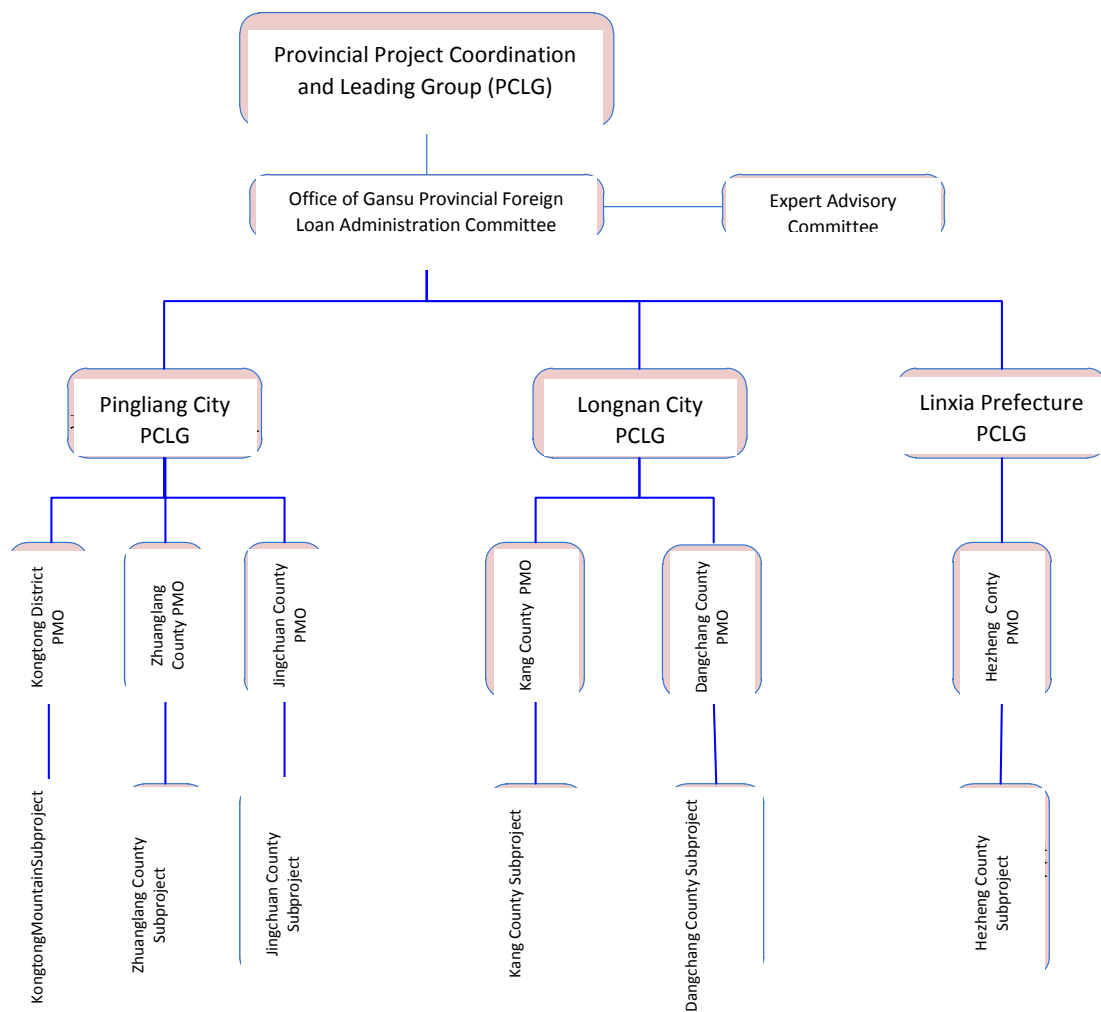 Provincial Project Coordination
and Leading Group (PCLG)
Office of Gansu Provincial Foreign
Loan Administration Committee
Expert Advisory
Committee
Pingliang City
PCLG
Longnan City
PCLG
Linxia Prefecture
PCLG
Kongtong District
PMO
Zhuanglang
County PMO
Jingchuan County
PMO
Kang County  PMO
Dangchang County
PMO
Hezheng  Conty
PMO
KongtongMountainSubproject
Zhuanglang County
Subproject
Jingchuan County
Subproject
Kang County Subproject
Dangchang County Subproject
Hezheng County
Subproject